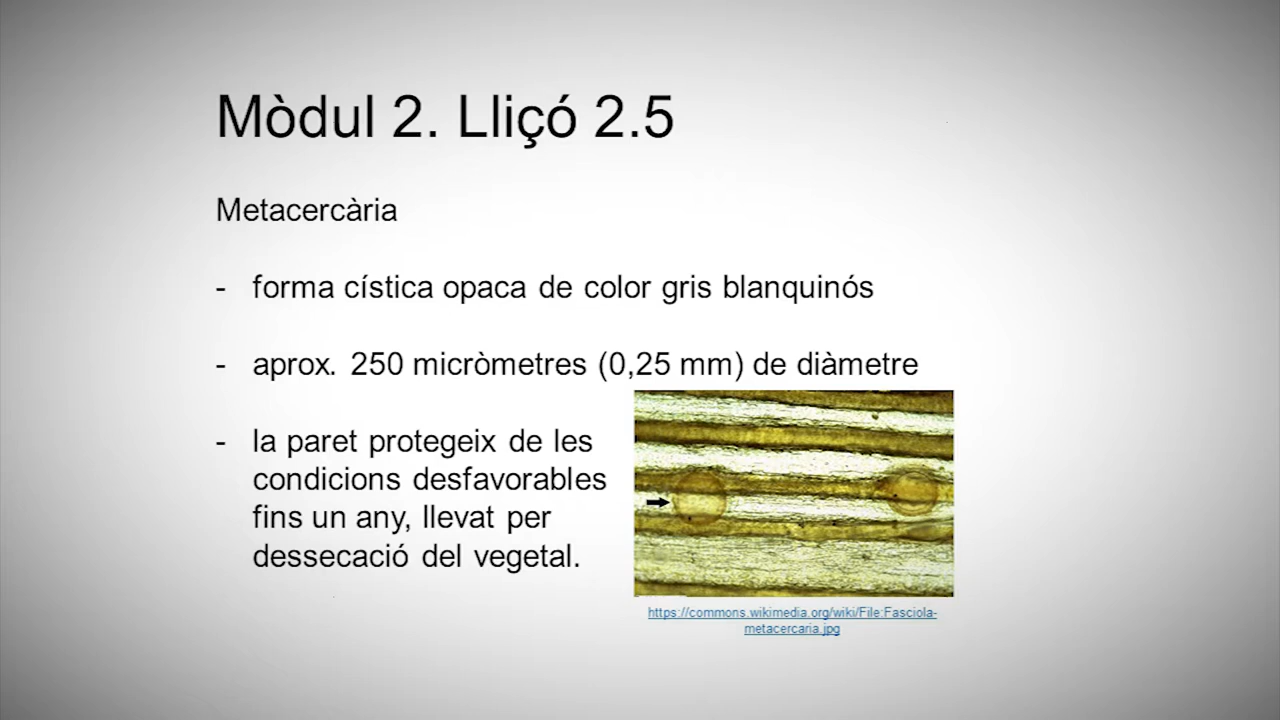 Mòdul 2. Lliçó 2.5
Metacercària
- forma cística opaca de color gris blanquinós
- aprox. 250 micròmetres (0,25 mm) de diàmetre
- la paret protegeix de les
condicions desfavorables
fins un any, llevat per
dessecació del vegetal.
https://commons.wikimedia.org/wiki/File:Fasciola-
metacercaria.jpg